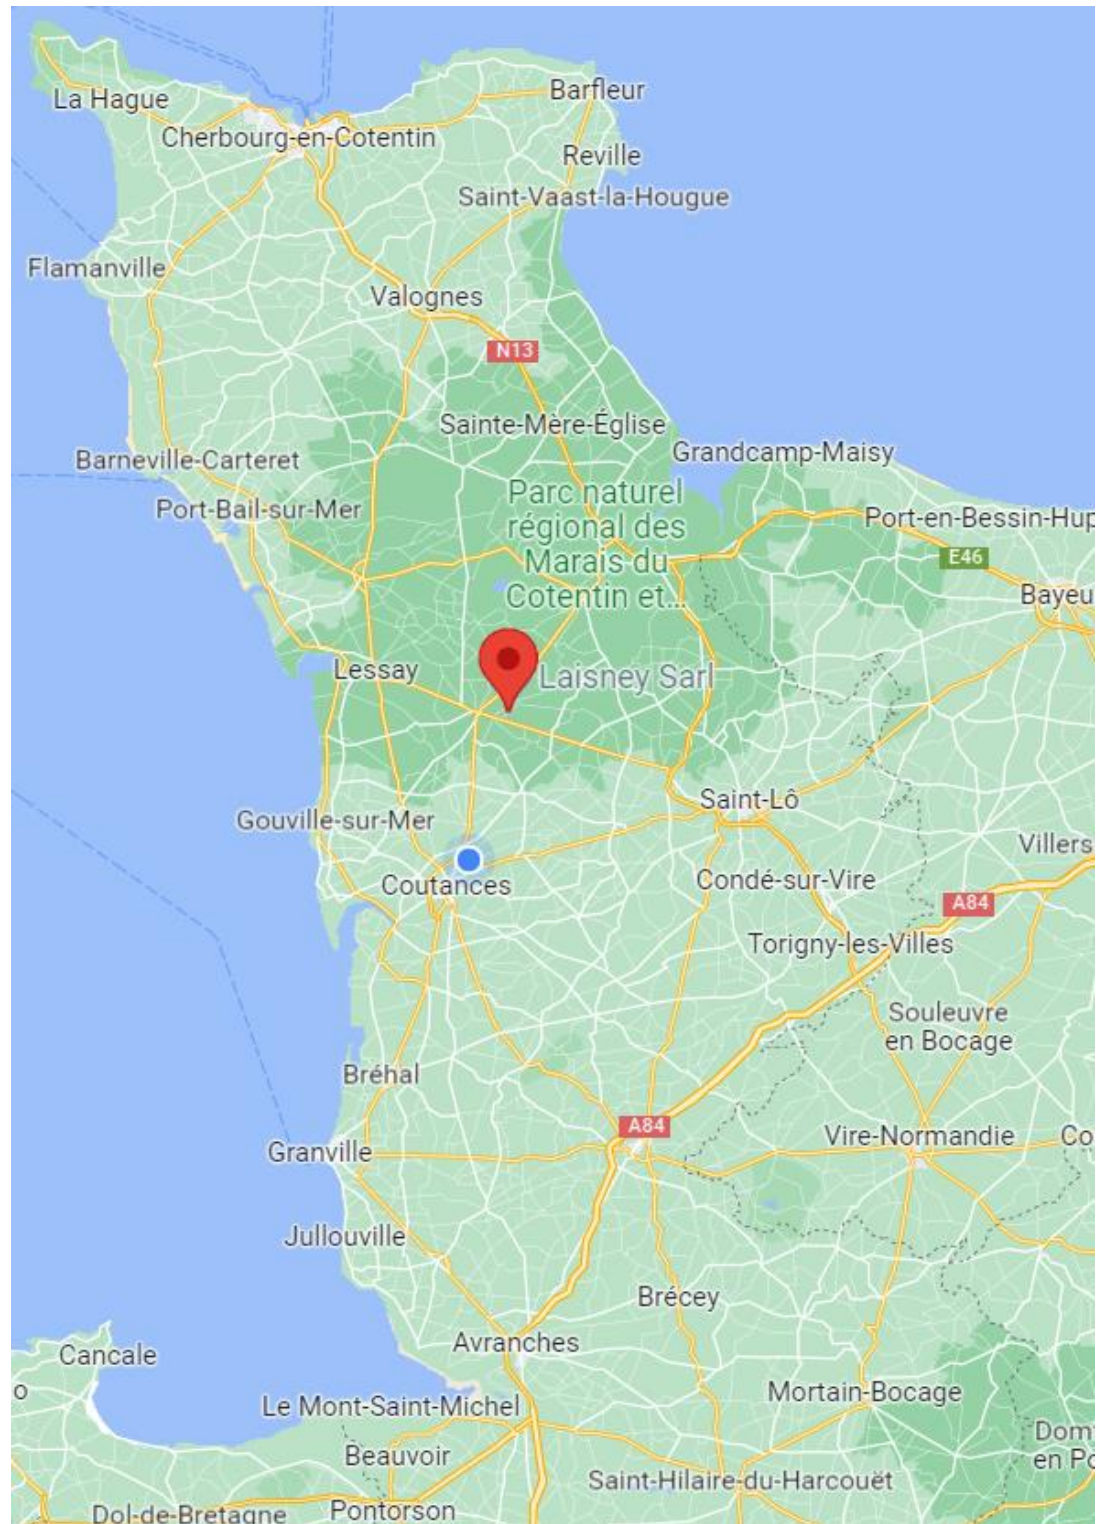 La Hague
Barfleur
Cherbourg-en-Cotentin
Reville
Saint-Vaast-la-Hougue
Flamanville
Valognes
N13
Sainte-Mère-Église
Grandcamp-Maisy
Barneville-Carteret
Parc naturel
régional des
Marais du
Cotentin et...
Port-Bail-sur-Mer
Port-en-Bessin-Hup
E46
Bayeu
Lessay
Laisney Sarl
Saint-Lô
Gouville-sur-Mer
Villers
Coutances
Condé-sur-Vire
A84
Torigny-les-Villes
Souleuvre
en Bocage
Bréhal
A84
Vire-Normandie
Co
Granville
Jullouville
Brécey
Avranches
Cancale
o
Mortain-Bocage
Le Mont-Saint-Michel
Domf
en Po
Beauvoir
Saint-Hilaire-du-Harcouët
Dol-de-Bretagne
Pontorson